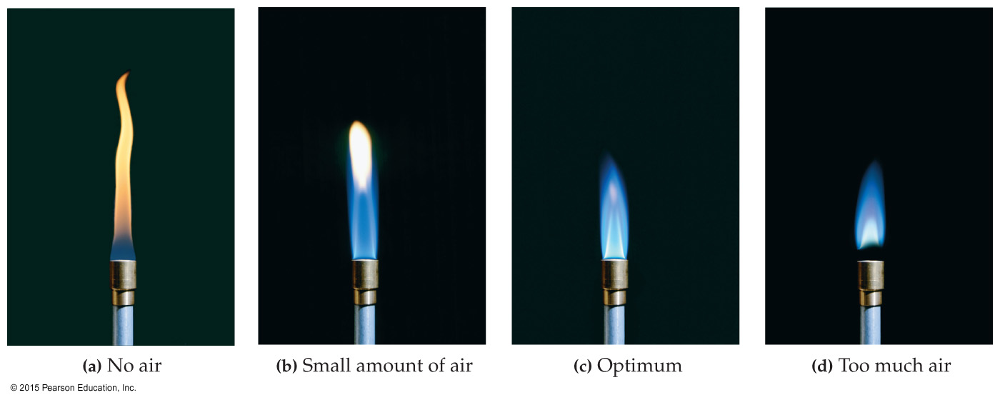 (a) No air
(b) Small amount of air
(c) Optimum
(d) Too much air
© 2015 Pearson Education, Inc.